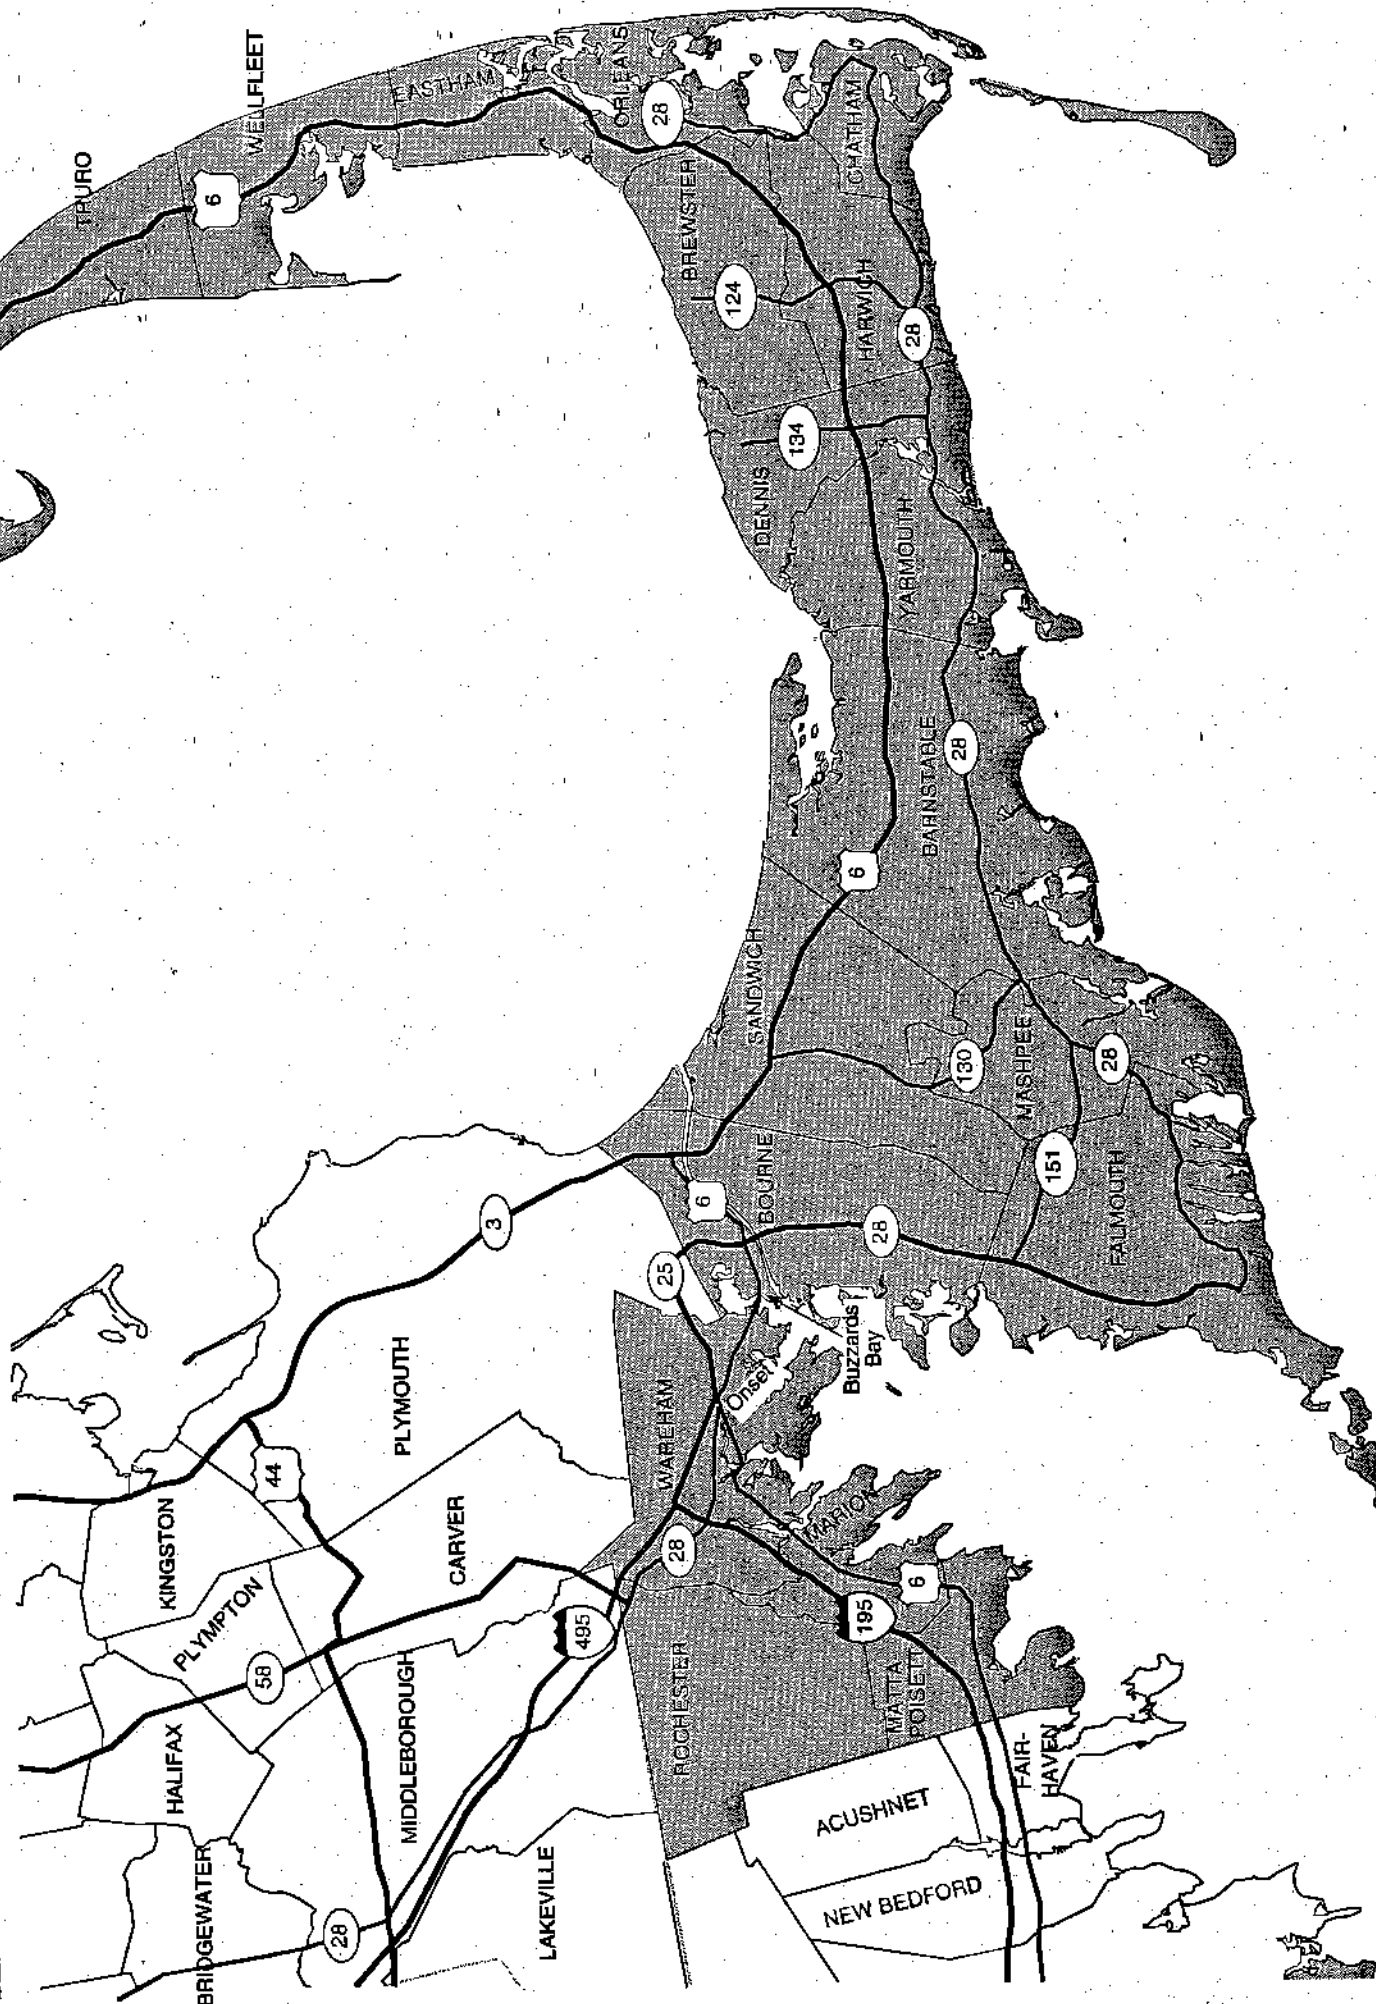 TRURO
WELLFLEET
EASTHAM
ORLEANS
6
28
BREWSTER
CHATHAM
124
HARWICH
28
134
DENNIS
YARMOUTH
BARNSTABLE
28
6
SANDWICH
130
MASHPEE
28
151
FALMOUTH
BOURNE
6
28
3
25
Buzzards
Bay
Onset
WAREHAM
PLYMOUTH
44
KINGSTON
CARVER
PLYMPTON
58
495
28
MARION
6
195
MATTA
POISETT
ROCHESTER
MIDDLEBOROUGH
HALIFAX
FAIR-
HAVEN
ACUSHNET
NEW BEDFORD
LAKEVILLE
BRIDGEWATER
28